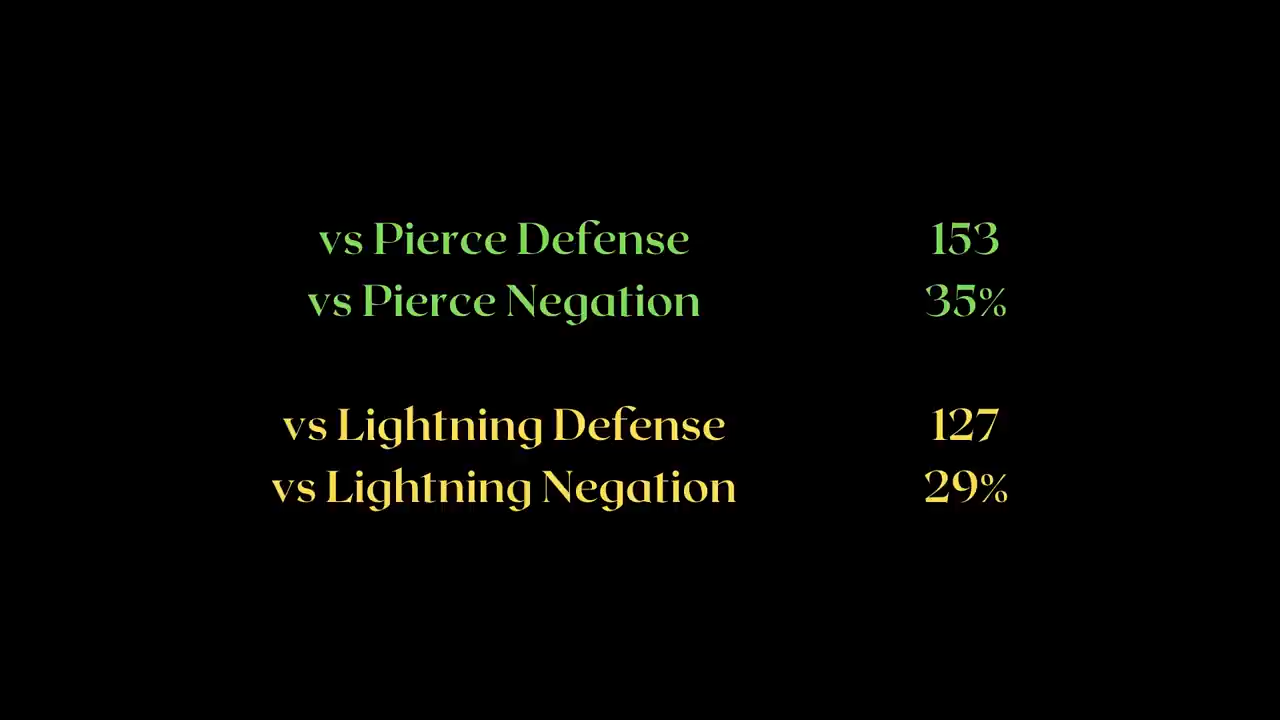 vs Pierce Defense 153
vs Pierce Negation 35%
vs Lightning Defense 127
vs Lightning Negation 29%